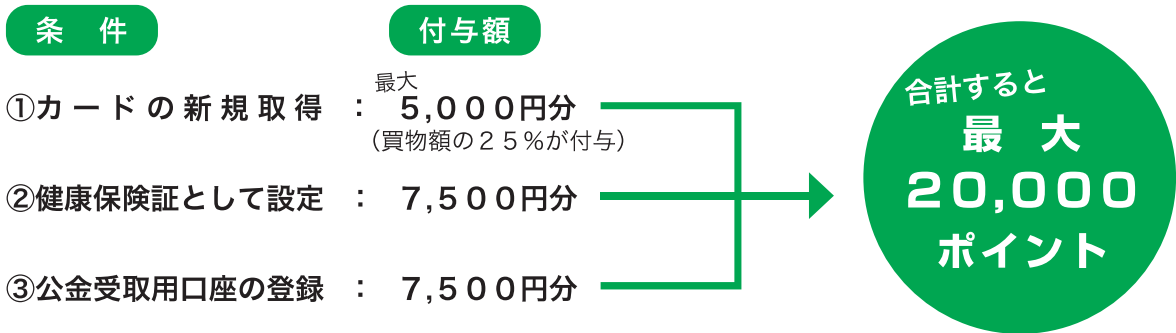 条　件　付与額
最大
①カードの新規取得　：　5,000円分
（買物額の２５％が付与）
②健康保険証として設定　：　7,500円分
③公金受取用口座の登録　：　7,500円分
合計すると
最　大
20,000
ポイント